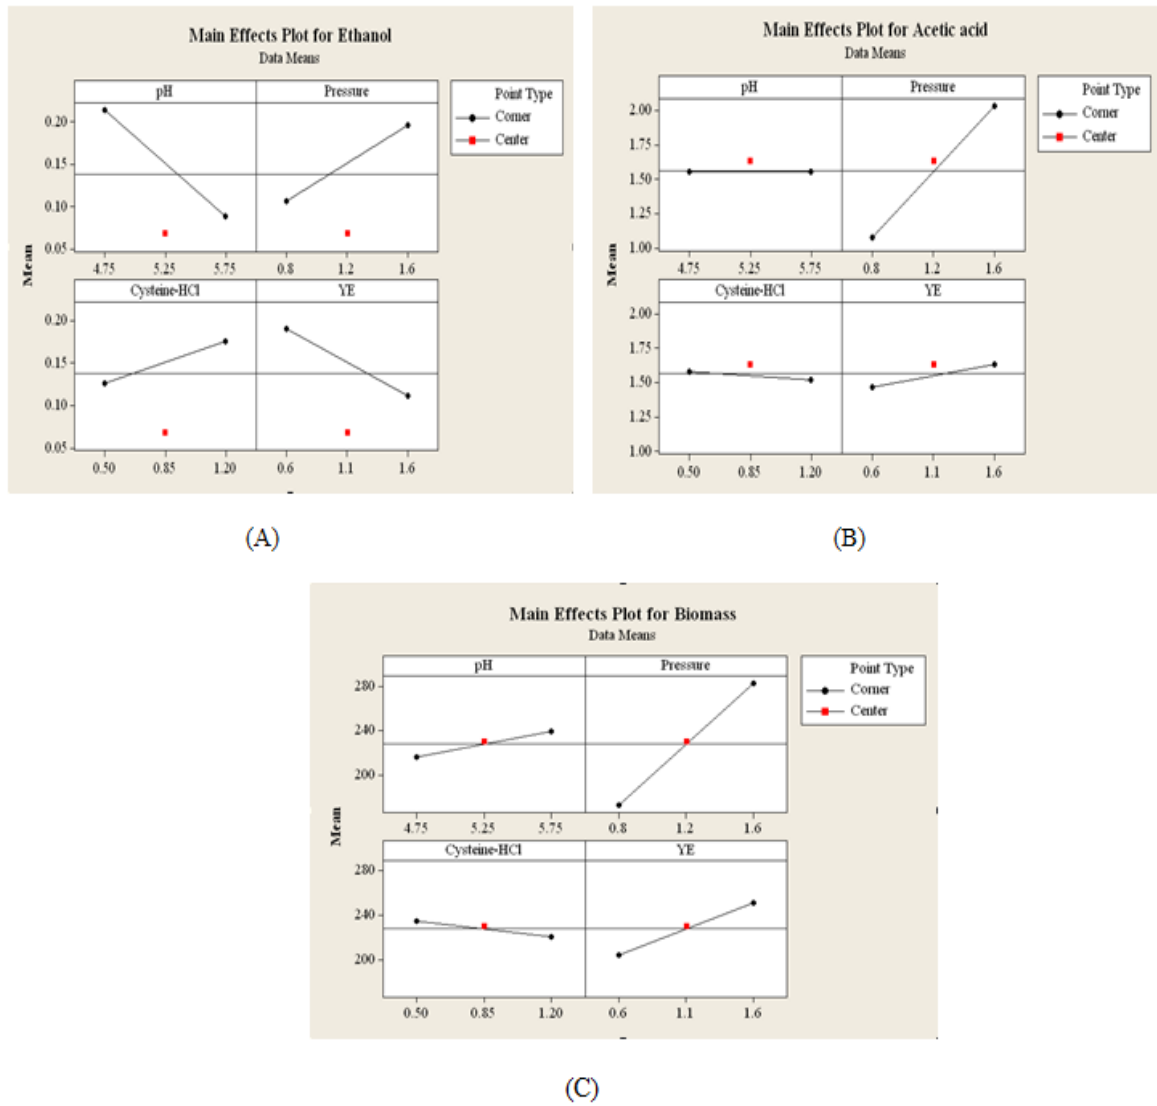 Main Effects Plot for Ethanol
Data Means
pH Pressure
Point Type
Corner
Center
0.20
0.15
0.10
0.05
4.75 5.25 5.75 0.8 1.2 1.6
Cysteine-HCl YE
0.20
0.15
0.10
0.05
0.50 0.85 1.20 0.6 1.1 1.6
Mean
(A)
Main Effects Plot for Acetic acid
Data Means
pH Pressure
Point Type
Corner
Center
2.00
1.75
1.50
1.25
1.00
4.75 5.25 5.75 0.8 1.2 1.6
Cysteine-HCl YE
2.00
1.75
1.50
1.25
1.00
0.50 0.85 1.20 0.6 1.1 1.6
Mean
(B)
Main Effects Plot for Biomass
Data Means
pH Pressure
Point Type
Corner
Center
280
240
200
4.75 5.25 5.75 0.8 1.2 1.6
Cysteine-HCl YE
280
240
200
0.50 0.85 1.20 0.6 1.1 1.6
Mean
(C)